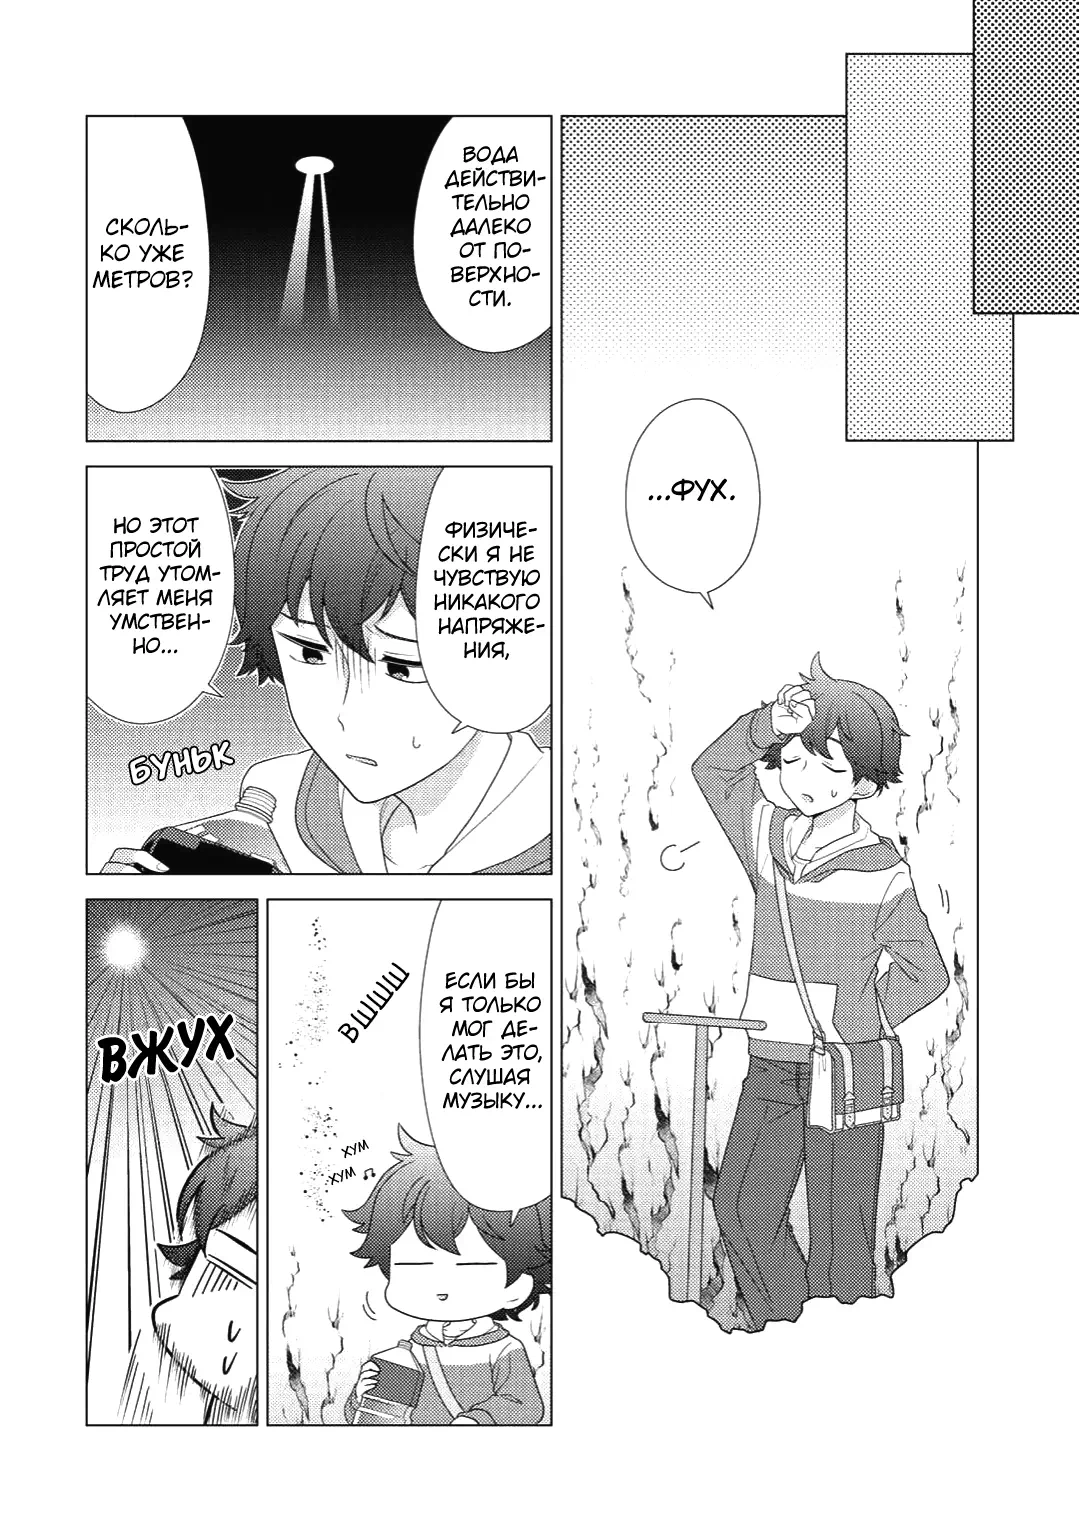 ...ФУХ.
ВОДА
ДЕЙСТВИ-
ТЕЛЬНО
ДАЛЕКО
ОТ ПО-
ВЕРХНО-
СТИ.
СКОЛЬ-
КО УЖЕ
МЕТРОВ?
ФИЗИЧЕ-
СКИ Я НЕ
ЧУВСТВУЮ
НИКАКОГО
НАПРЯЖЕ-
НИЯ,
НО ЭТОТ
ПРОСТОЙ
ТРУД УТОМ-
ЛЯЕТ МЕНЯ
УМСТВЕН-
НО...
БУНЬК
ЕСЛИ БЫ
Я ТОЛЬКО
МОГ ДЕ-
ЛАТЬ ЭТО,
СЛУШАЯ
МУЗЫКУ...
ВШШШ
ХУМ
ХУМ ♫
ВЖУХ